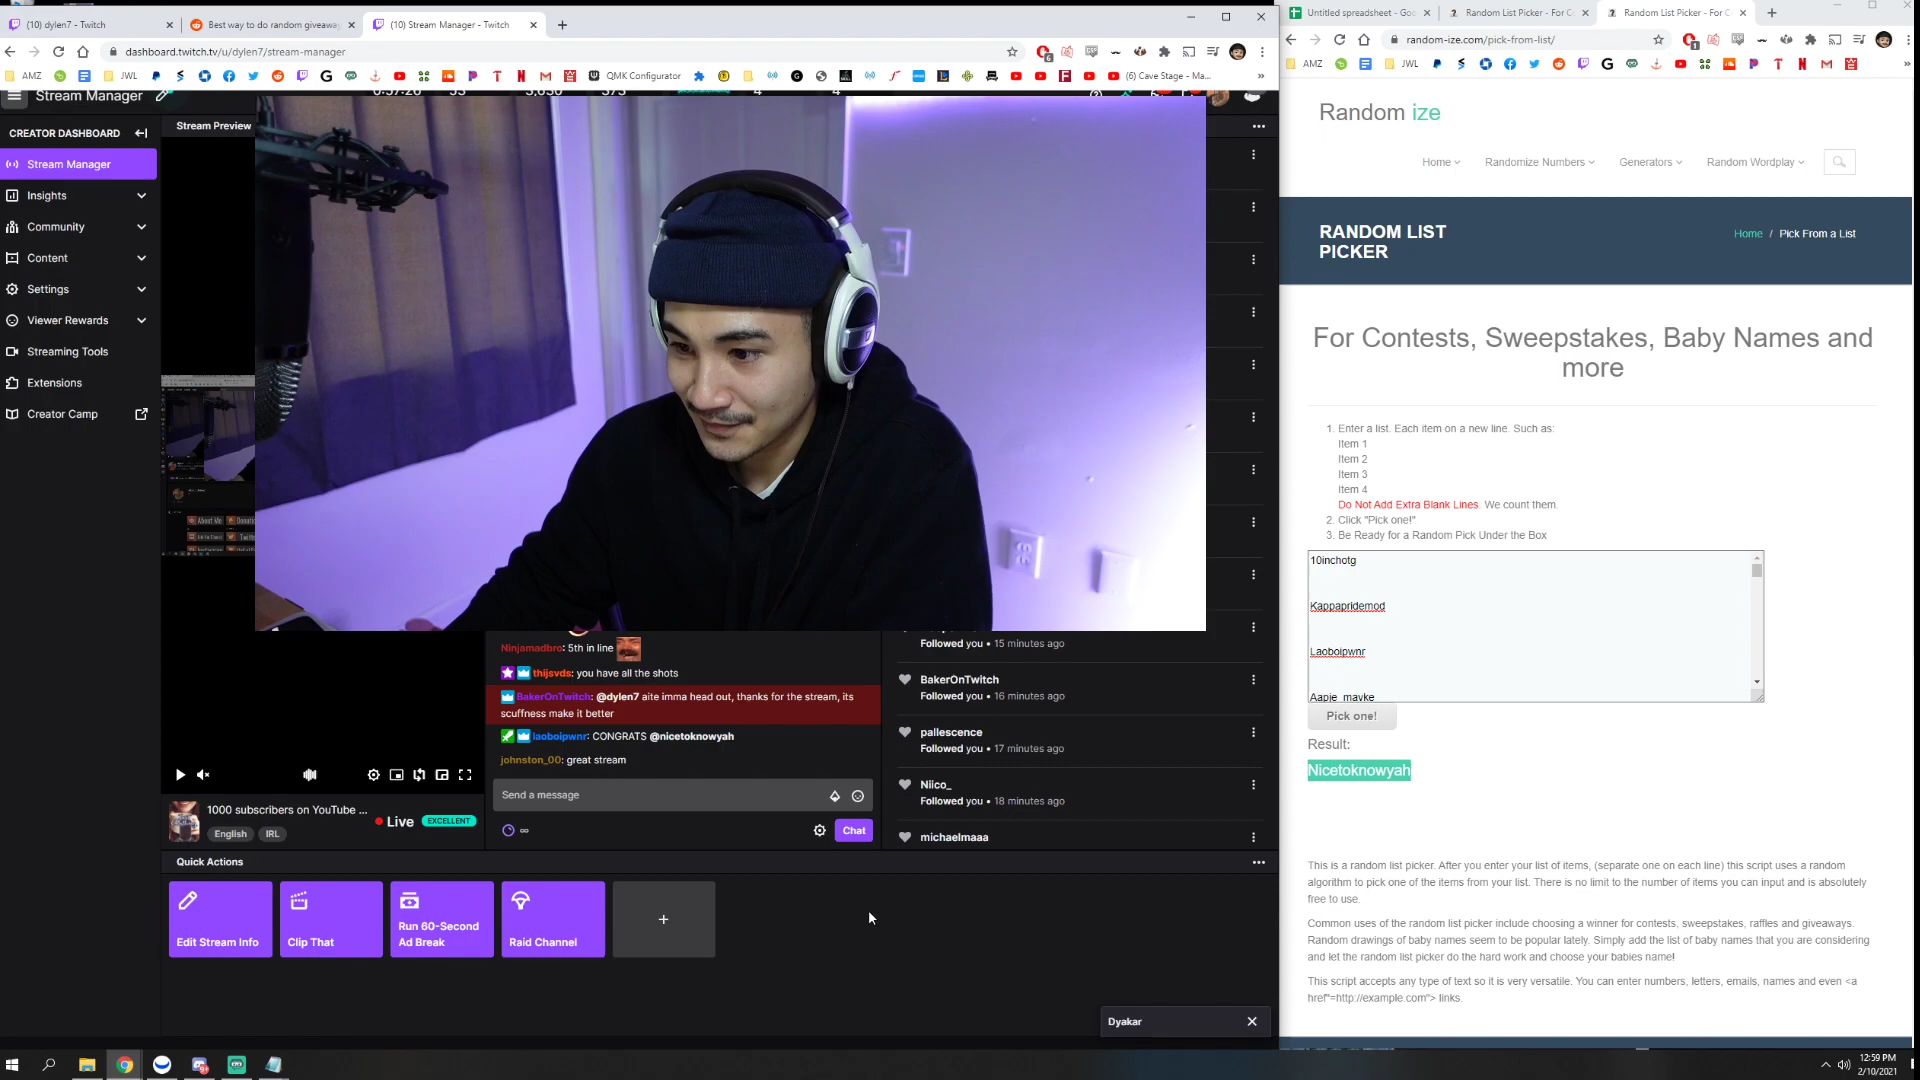 (10) dylen7 - Twitch
Best way to do random giveaw
(10) Stream Manager - Twitch
dashboard.twitch.tv/u/dylen7/stream-manager
AMZ
JWL
QMK Configurator
(6) Cave Stage - Ma...
Stream Manager
0:57:26
CREATOR DASHBOARD
Stream Manager
Insights
Community
Content
Settings
Viewer Rewards
Streaming Tools
Extensions
Creator Camp
Stream Preview
Ninjamadbro: 5th in line
thijsvds: you have all the shots
BakerOnTwitch: @dylen7 aite imma head out, thanks for the stream, its
scuffness make it better
laoboipwnr: CONGRATS @nicetoknowyah
johnston_00: great stream
Send a message
Chat
Followed you • 15 minutes ago
BakerOnTwitch
Followed you • 16 minutes ago
pallescence
Followed you • 17 minutes ago
Niico_
Followed you • 18 minutes ago
michaelmaaa
1000 subscribers on YouTube ...
Live
EXCELLENT
English
IRL
Quick Actions
Edit Stream Info
Clip That
Run 60-Second
Ad Break
Raid Channel
Dyakar
Untitled spreadsheet - Goo
Random List Picker - For C
Random List Picker - For C
random-ize.com/pick-from-list/
AMZ
JWL
Random ize
Home
Randomize Numbers
Generators
Random Wordplay
RANDOM LIST
PICKER
Home / Pick From a List
For Contests, Sweepstakes, Baby Names and
more
1. Enter a list. Each item on a new line. Such as:
Item 1
Item 2
Item 3
Item 4
Do Not Add Extra Blank Lines. We count them.
2. Click "Pick one!"
3. Be Ready for a Random Pick Under the Box
10inchotg
Kappapridemod
Laoboipwnr
Aapje_mavke
Pick one!
Result:
Nicetoknowyah
This is a random list picker. After you enter your list of items, (separate one on each line) this script uses a random
algorithm to pick one of the items from your list. There is no limit to the number of items you can input and is absolutely
free to use.
Common uses of the random list picker include choosing a winner for contests, sweepstakes, raffles and giveaways.
Random drawings of baby names seem to be popular lately. Simply add the list of baby names that you are considering
and let the random list picker do the hard work and choose your babies name!
This script accepts any type of text so it is very versatile. You can enter numbers, letters, emails, names and even <a
href"=http://example.com"> links.
12:59 PM
2/10/2021